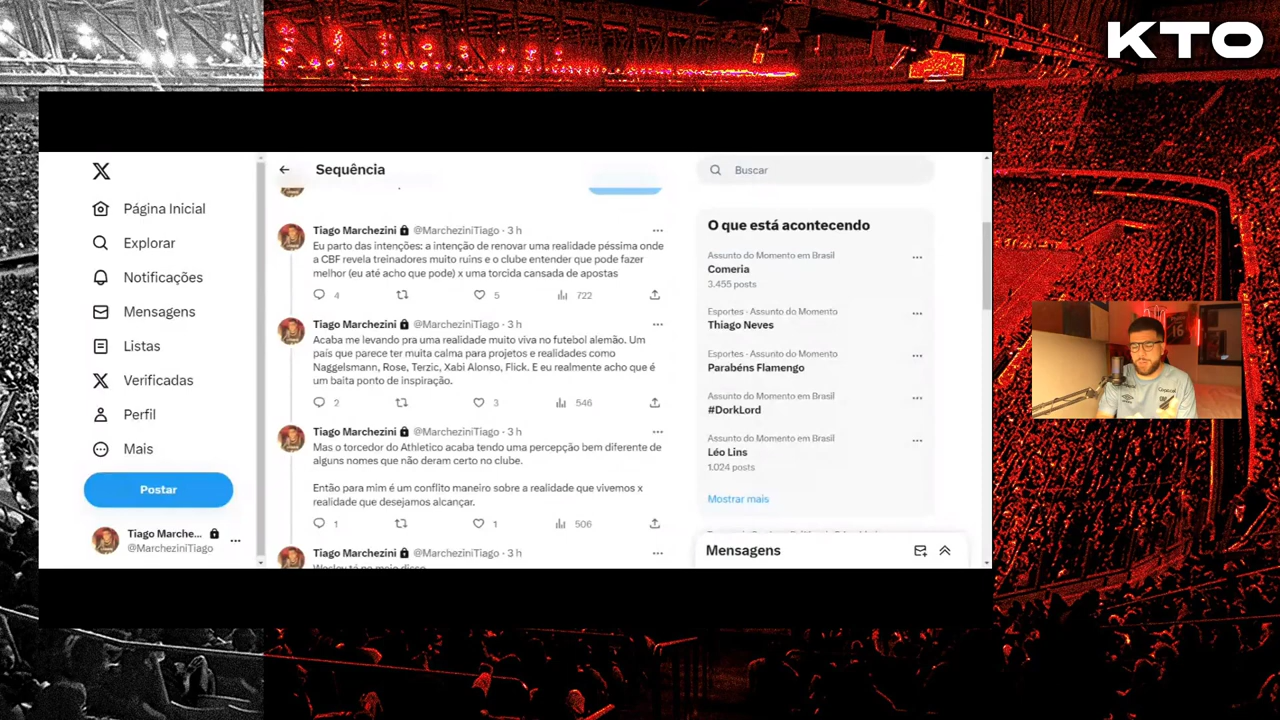 KTO
Sequência
Buscar
Página Inicial
Explorar
Notificações
Mensagens
Listas
Verificadas
Perfil
Mais
Postar
Tiago Marche...
@MarcheziniTiago
Tiago Marchezini @MarcheziniTiago · 3 h
Eu parto das intenções: a intenção de renovar uma realidade péssima onde
a CBF revela treinadores muito ruins e o clube entender que pode fazer
melhor (eu até acho que pode) x uma torcida cansada de apostas
4 5 722
Tiago Marchezini @MarcheziniTiago · 3 h
Acaba me levando pra uma realidade muito viva no futebol alemão. Um
país que parece ter muita calma para projetos e realidades como
Naggelsmann, Rose, Terzic, Xabi Alonso, Flick. E eu realmente acho que é
um baita ponto de inspiração.
2 3 546
Tiago Marchezini @MarcheziniTiago · 3 h
Mas o torcedor do Athletico acaba tendo uma percepção bem diferente de
alguns nomes que não deram certo no clube.
Então para mim é um conflito maneiro sobre a realidade que vivemos x
realidade que desejamos alcançar.
1 1 506
Tiago Marchezini @MarcheziniTiago · 3 h
Wesley tá no meio disso
O que está acontecendo
Assunto do Momento em Brasil
Comeria
3.455 posts
Esportes · Assunto do Momento
Thiago Neves
Esportes · Assunto do Momento
Parabéns Flamengo
Assunto do Momento em Brasil
#DorkLord
Assunto do Momento em Brasil
Léo Lins
1.024 posts
Mostrar mais
Mensagens